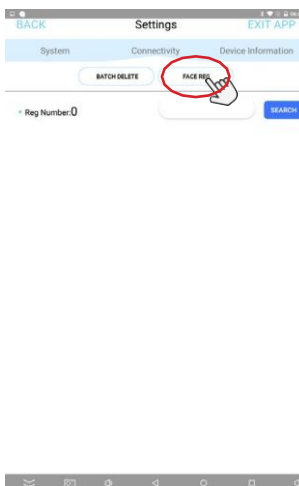 BACK Settings EXIT APP
System Connectivity Device Information
BATCH DELETE FACE REG
Reg Number:0 SEARCH